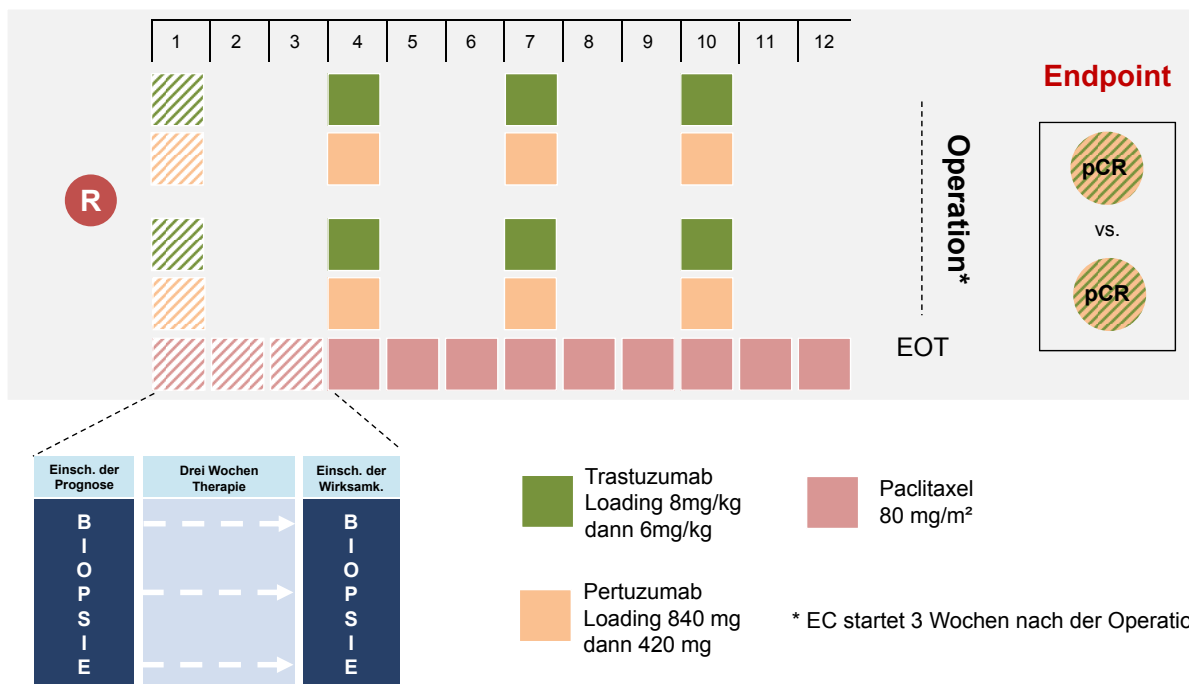 1 2 3 4 5 6 7 8 9 10 11 12
Endpoint
R
Operation*
pCR
vs.
pCR
EOT
Einsch. der
Prognose
Drei Wochen
Therapie
Einsch. der
Wirksamk.
BIOPSIE
BIOPSIE
Trastuzumab
Loading 8mg/kg
dann 6mg/kg
Paclitaxel
80 mg/m²
Pertuzumab
Loading 840 mg
dann 420 mg
* EC startet 3 Wochen nach der Operatio